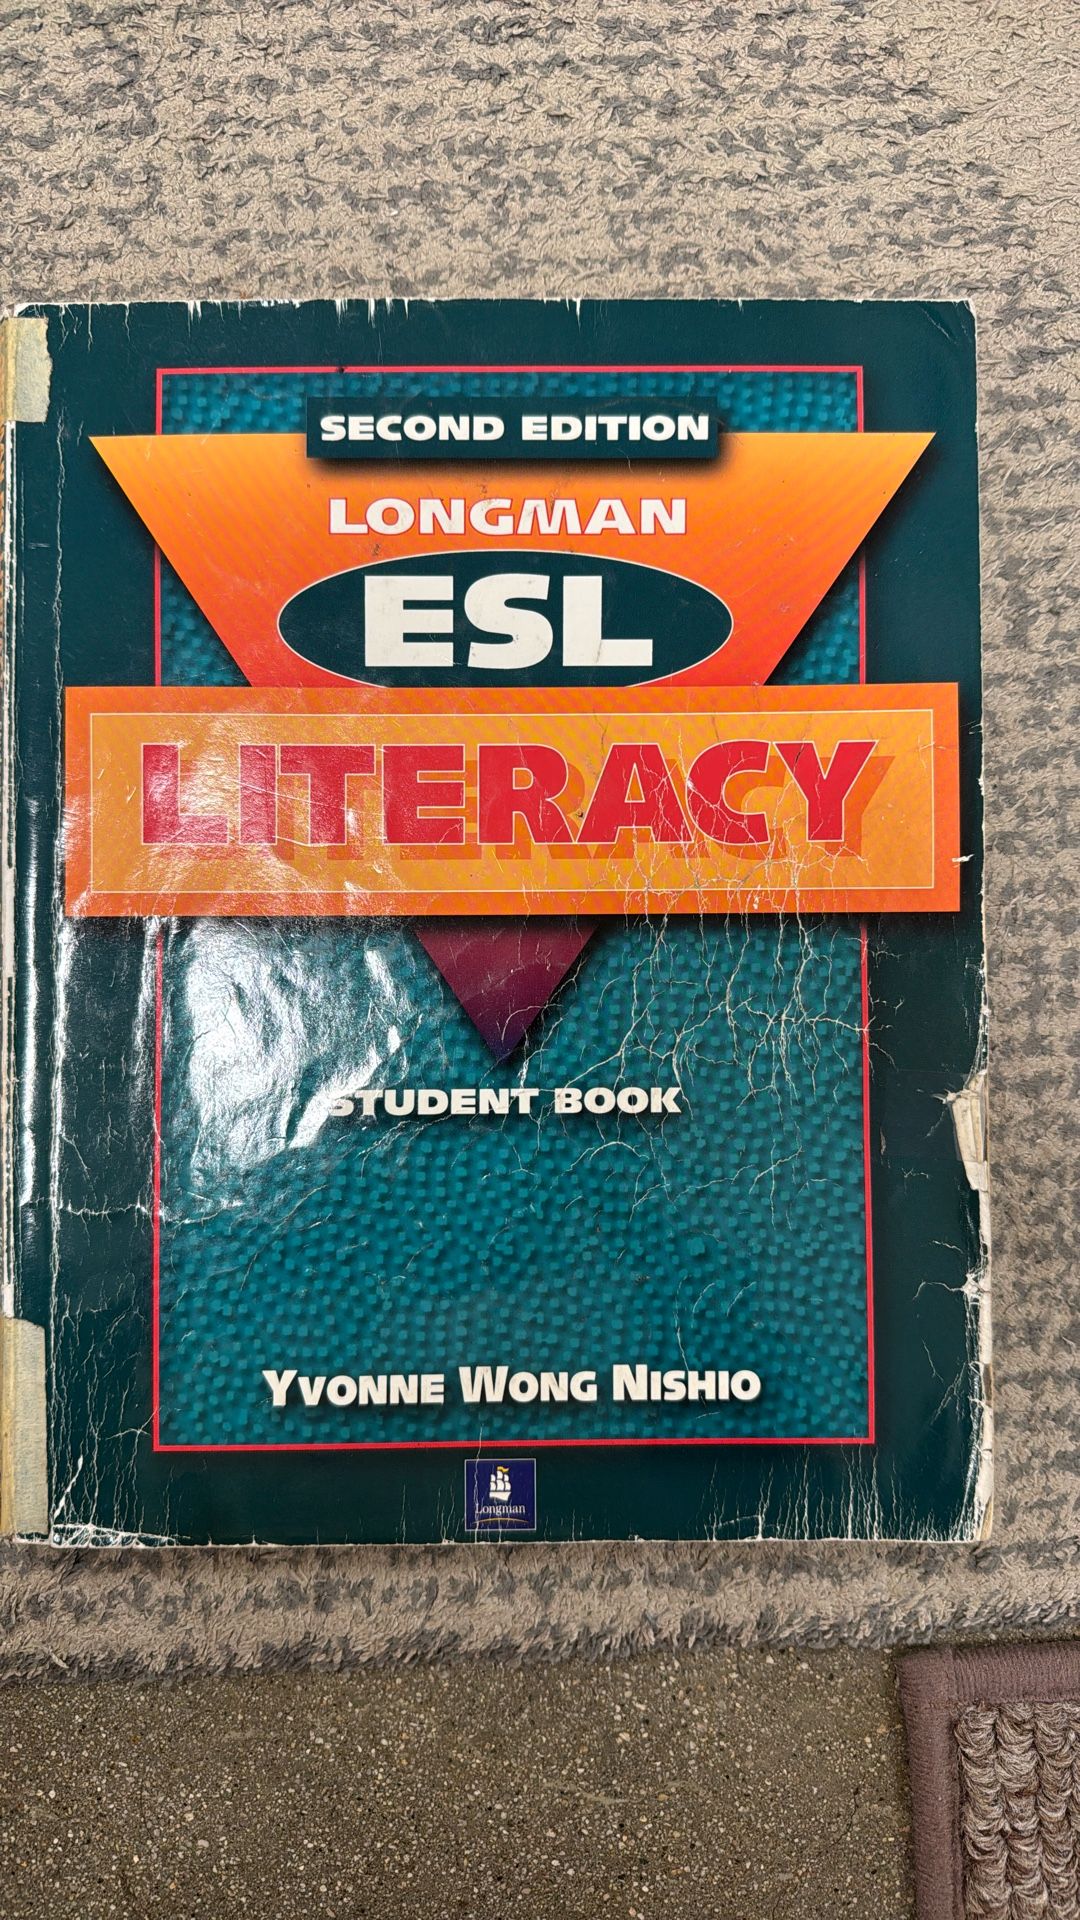 SECOND EDITION
LONGMAN
ESL
LITERACY
STUDENT BOOK
YVONNE WONG NISHIO
Longman